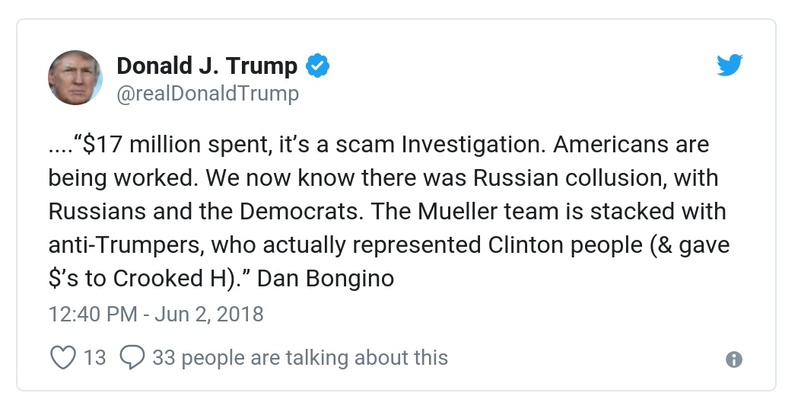 Donald J. Trump
@realDonaldTrump
....“$17 million spent, it’s a scam Investigation. Americans are
being worked. We now know there was Russian collusion, with
Russians and the Democrats. The Mueller team is stacked with
anti-Trumpers, who actually represented Clinton people (& gave
$’s to Crooked H).” Dan Bongino
12:40 PM - Jun 2, 2018
13 33 people are talking about this